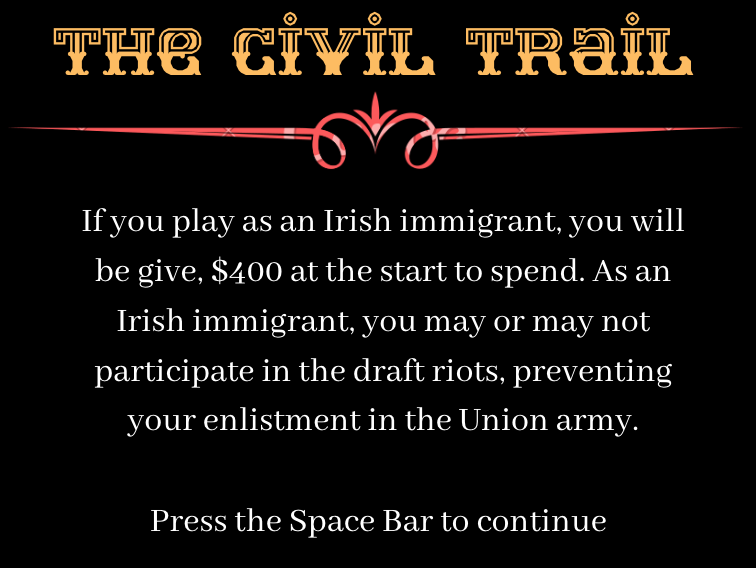 THe CiViL TRaiL
If you play as an Irish immigrant, you will
be give, $400 at the start to spend. As an
Irish immigrant, you may or may not
participate in the draft riots, preventing
your enlistment in the Union army.
Press the Space Bar to continue